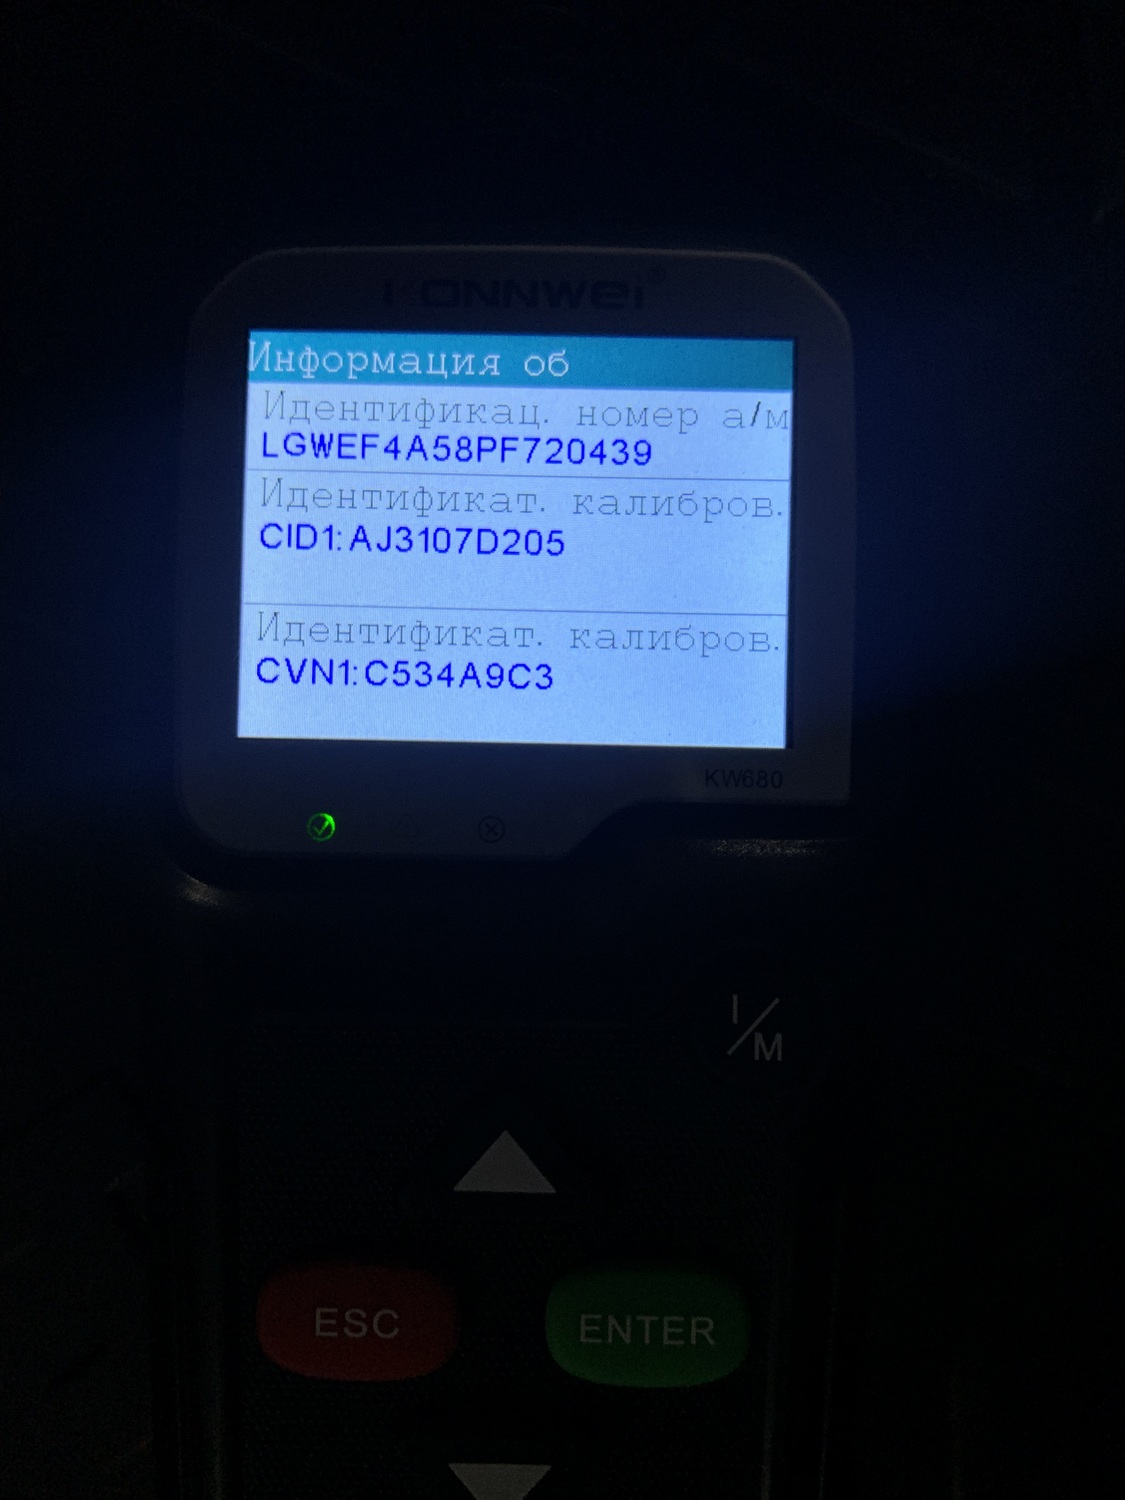 KONNWEI®
Информация об
Идентификац. номер а/м
LGWEF4A58PF720439
Идентификат. калибров.
CID1:AJ3107D205
Идентификат. калибров.
CVN1:C534A9C3
KW680
I/M
ESC
ENTER